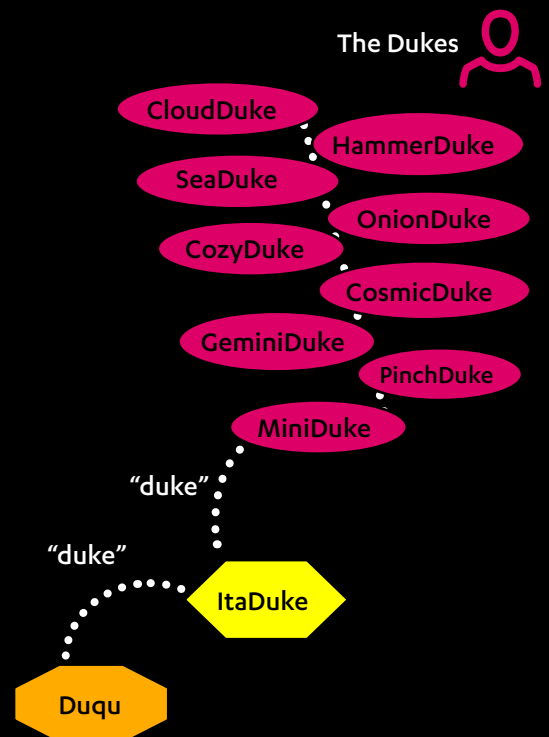 The Dukes
CloudDuke
HammerDuke
SeaDuke
OnionDuke
CozyDuke
CosmicDuke
GeminiDuke
PinchDuke
MiniDuke
“duke”
“duke”
ItaDuke
Duqu